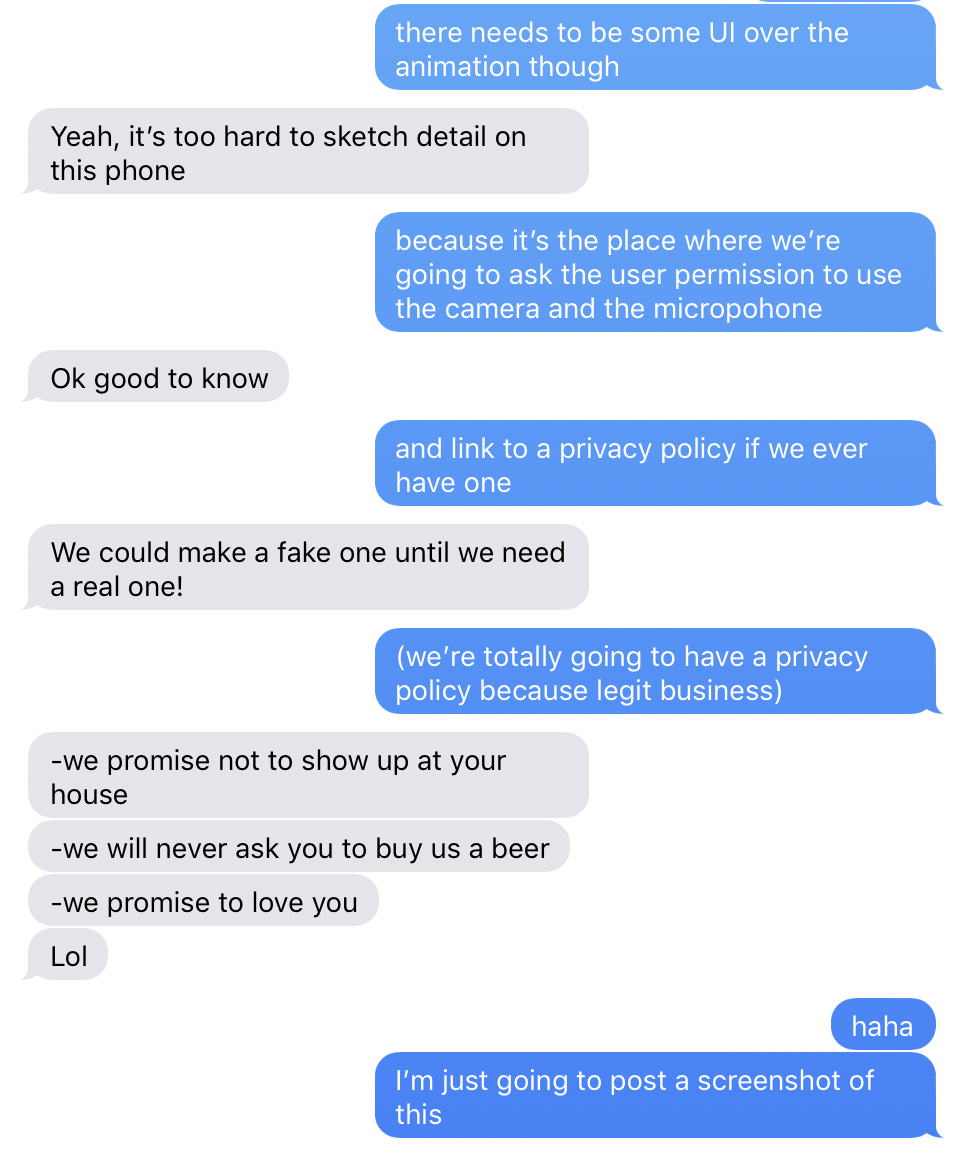 there needs to be some UI over the
animation though
Yeah, it’s too hard to sketch detail on
this phone
because it’s the place where we’re
going to ask the user permission to use
the camera and the micropohone
Ok good to know
and link to a privacy policy if we ever
have one
We could make a fake one until we need
a real one!
(we’re totally going to have a privacy
policy because legit business)
-we promise not to show up at your
house
-we will never ask you to buy us a beer
-we promise to love you
Lol
haha
I’m just going to post a screenshot of
this